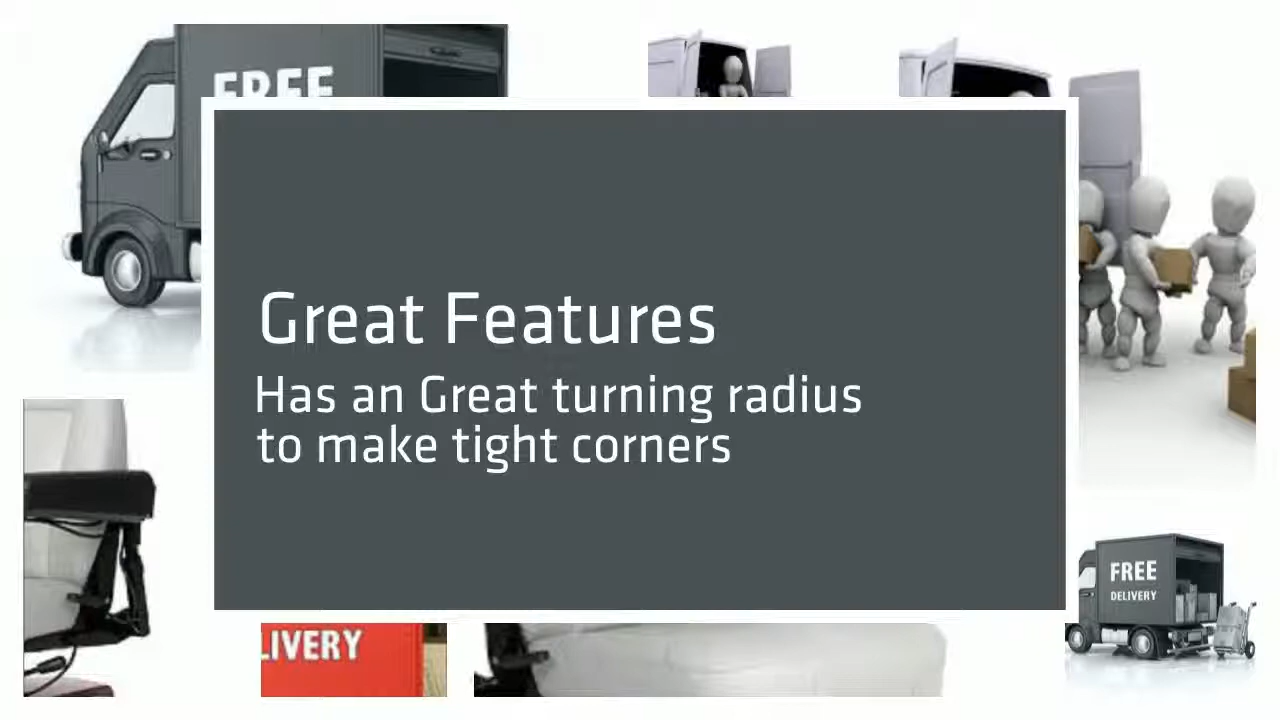 FREE
Great Features
Has an Great turning radius
to make tight corners
FREE
DELIVERY
LIVERY